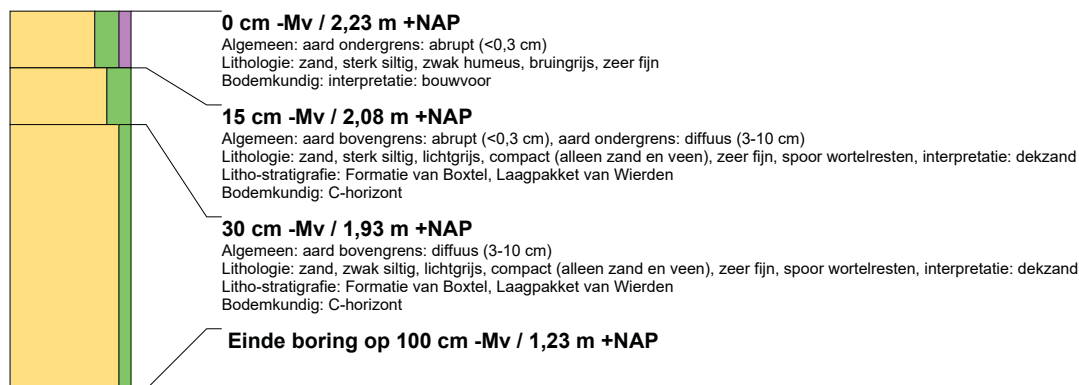 0 cm -Mv / 2,23 m +NAP
Algemeen: aard ondergrens: abrupt (<0,3 cm)
Lithologie: zand, sterk siltig, zwak humeus, bruingrijs, zeer fijn
Bodemkundig: interpretatie: bouwvoor
15 cm -Mv / 2,08 m +NAP
Algemeen: aard bovengrens: abrupt (<0,3 cm), aard ondergrens: diffuus (3-10 cm)
Lithologie: zand, sterk siltig, lichtgrijs, compact (alleen zand en veen), zeer fijn, spoor wortelresten, interpretatie: dekzand
Litho-stratigrafie: Formatie van Boxtel, Laagpakket van Wierden
Bodemkundig: C-horizont
30 cm -Mv / 1,93 m +NAP
Algemeen: aard bovengrens: diffuus (3-10 cm)
Lithologie: zand, zwak siltig, lichtgrijs, compact (alleen zand en veen), zeer fijn, spoor wortelresten, interpretatie: dekzand
Litho-stratigrafie: Formatie van Boxtel, Laagpakket van Wierden
Bodemkundig: C-horizont
Einde boring op 100 cm -Mv / 1,23 m +NAP